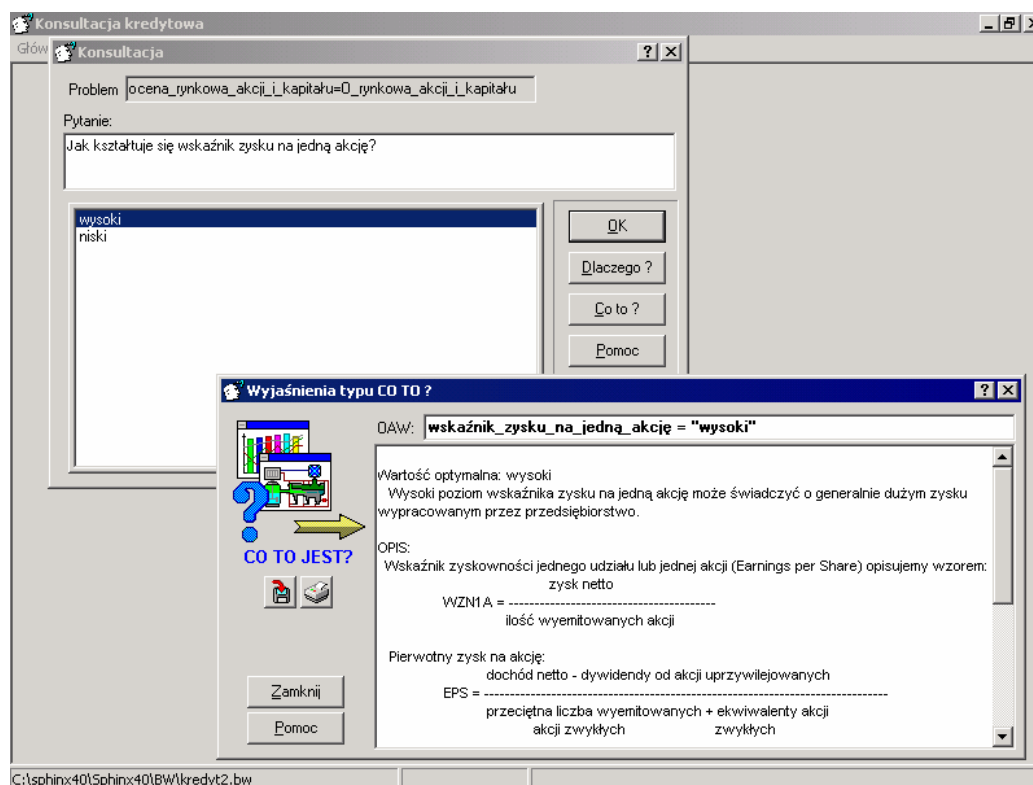 Konsultacja kredytowa
Głów
Konsultacja
Problem ocena_rynkowa_akcji_i_kapitału=O_rynkowa_akcji_i_kapitału
Pytanie:
Jak kształtuje się wskaźnik zysku na jedną akcję?
wysoki
niski
OK
Dlaczego ?
Co to ?
Pomoc
Wyjaśnienia typu CO TO ?
OAW: wskaźnik_zysku_na_jedną_akcję = "wysoki"
CO TO JEST?
Zamknij
Pomoc
Wartość optymalna: wysoki
Wysoki poziom wskaźnika zysku na jedną akcję może świadczyć o generalnie dużym zysku
wypracowanym przez przedsiębiorstwo.
OPIS:
Wskaźnik zyskowności jednego udziału lub jednej akcji (Earnings per Share) opisujemy wzorem:
zysk netto
WZN1A = ----------------------------------------
ilość wyemitowanych akcji
Pierwotny zysk na akcję:
dochód netto - dywidendy od akcji uprzywilejowanych
EPS = ------------------------------------------------------------------------------
przeciętna liczba wyemitowanych + ekwiwalenty akcji
akcji zwykłych zwykłych
C:\sphinx40\Sphinx40\BW\kredyt2.bw